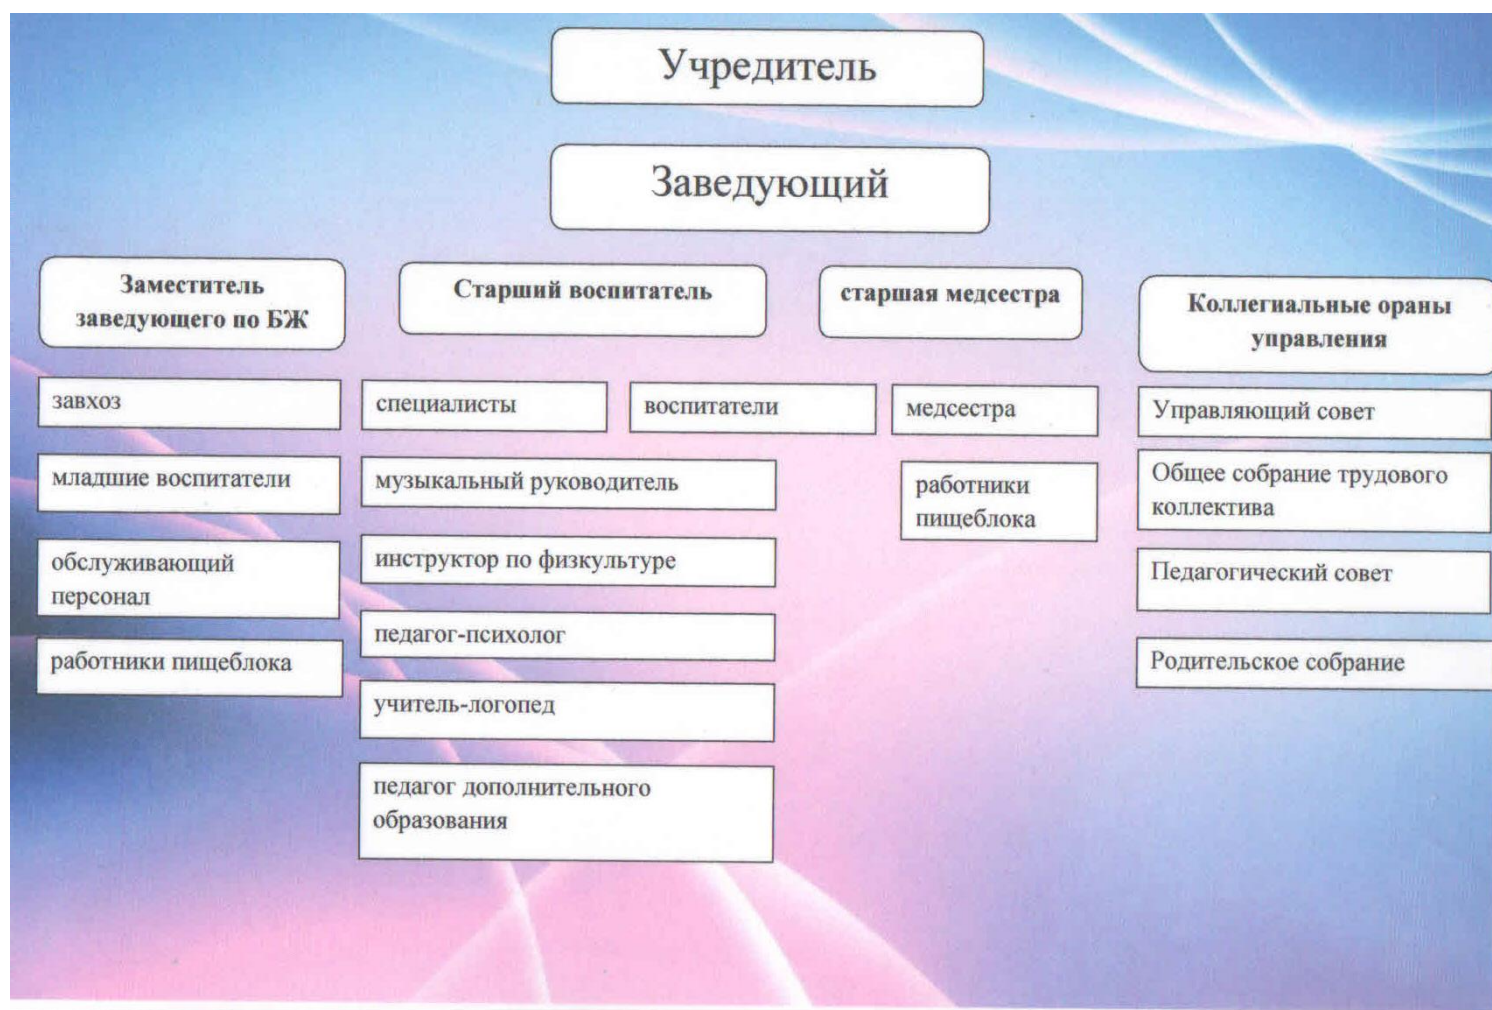 Учредитель
Заведующий
Заместитель
заведующего по БЖ
Старший воспитатель
старшая медсестра
Коллегиальные ораны
управления
завхоз
младшие воспитатели
обслуживающий
персонал
работники пищеблока
специалисты
воспитатели
музыкальный руководитель
инструктор по физкультуре
педагог-психолог
учитель-логопед
педагог дополнительного
образования
медсестра
работники
пищеблока
Управляющий совет
Общее собрание трудового
коллектива
Педагогический совет
Родительское собрание